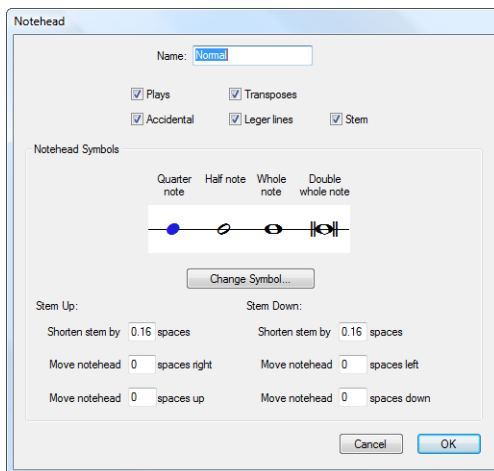 Notehead
Name: Normal
Plays Transposes
Accidental Leger lines Stem
Notehead Symbols
Quarter note Half note Whole note Double whole note
Change Symbol...
Stem Up: Stem Down:
Shorten stem by 0.16 spaces Shorten stem by 0.16 spaces
Move notehead 0 spaces right Move notehead 0 spaces left
Move notehead 0 spaces up Move notehead 0 spaces down
Cancel OK